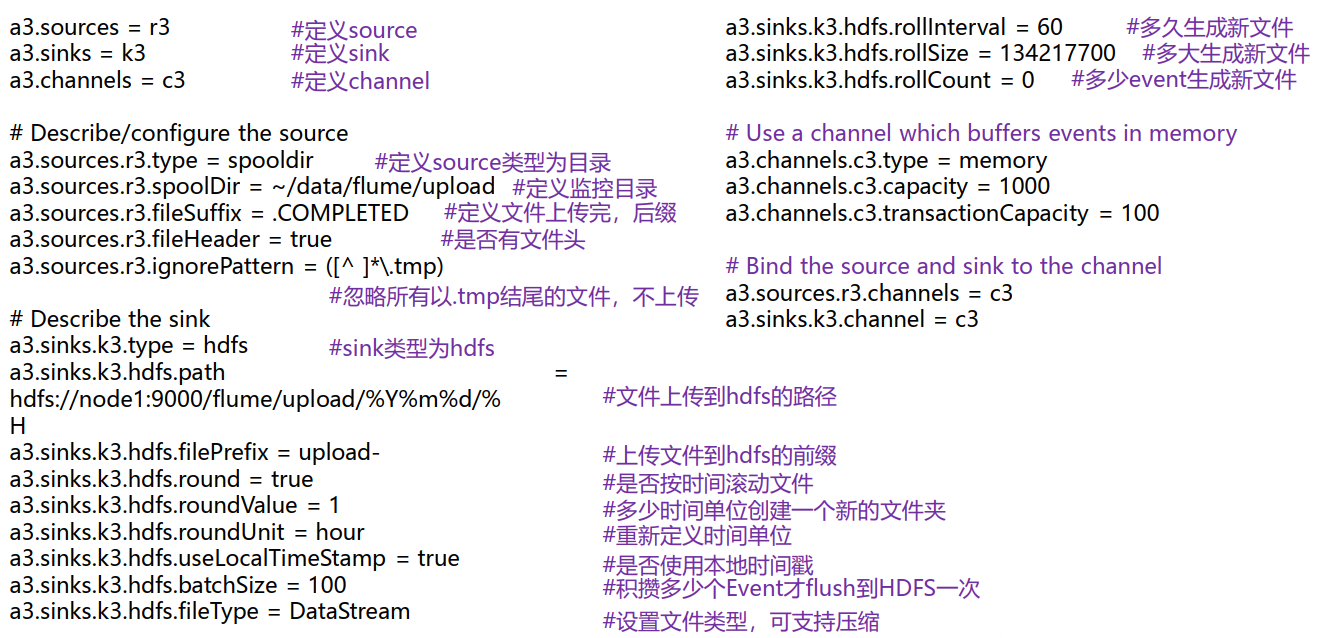 a3.sources = r3 #定义source
a3.sinks = k3 #定义sink
a3.channels = c3 #定义channel
# Describe/configure the source
a3.sources.r3.type = spooldir #定义source类型为目录
a3.sources.r3.spoolDir = ~/data/flume/upload #定义监控目录
a3.sources.r3.fileSuffix = .COMPLETED #定义文件上传完，后缀
a3.sources.r3.fileHeader = true #是否有文件头
a3.sources.r3.ignorePattern = ([^ ]*\.tmp)
#忽略所有以.tmp结尾的文件，不上传
# Describe the sink
a3.sinks.k3.type = hdfs #sink类型为hdfs
a3.sinks.k3.hdfs.path =
hdfs://node1:9000/flume/upload/%Y%m%d/% #文件上传到hdfs的路径
H
a3.sinks.k3.hdfs.filePrefix = upload- #上传文件到hdfs的前缀
a3.sinks.k3.hdfs.round = true #是否按时间滚动文件
a3.sinks.k3.hdfs.roundValue = 1 #多少时间单位创建一个新的文件夹
a3.sinks.k3.hdfs.roundUnit = hour #重新定义时间单位
a3.sinks.k3.hdfs.useLocalTimeStamp = true #是否使用本地时间戳
a3.sinks.k3.hdfs.batchSize = 100 #积攒多少个Event才flush到HDFS一次
a3.sinks.k3.hdfs.fileType = DataStream #设置文件类型，可支持压缩
a3.sinks.k3.hdfs.rollInterval = 60 #多久生成新文件
a3.sinks.k3.hdfs.rollSize = 134217700 #多大生成新文件
a3.sinks.k3.hdfs.rollCount = 0 #多少event生成新文件
# Use a channel which buffers events in memory
a3.channels.c3.type = memory
a3.channels.c3.capacity = 1000
a3.channels.c3.transactionCapacity = 100
# Bind the source and sink to the channel
a3.sources.r3.channels = c3
a3.sinks.k3.channel = c3